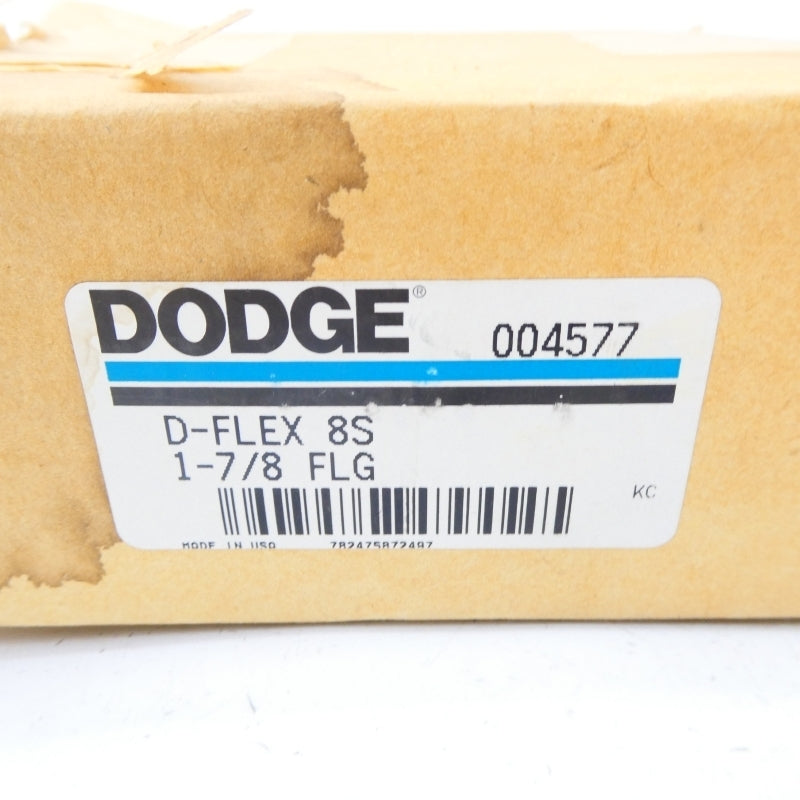 DODGE® 004577
D-FLEX 8S
1-7/8 FLG
KC
MADE IN USA 782475872497